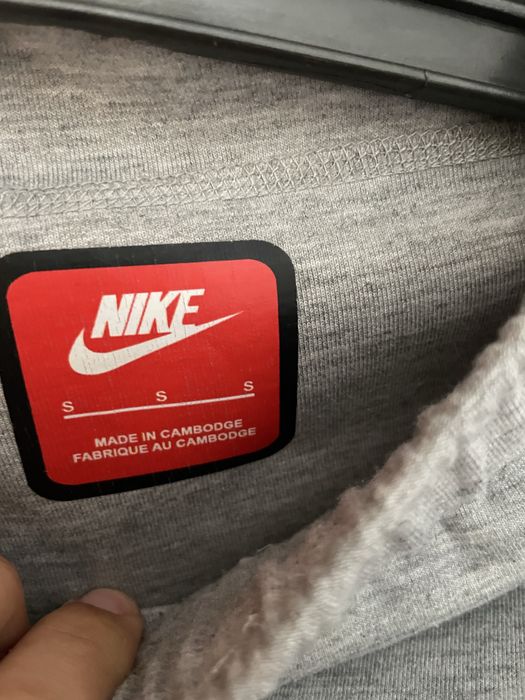 NIKE
S S S
MADE IN CAMBODGE
FABRIQUE AU CAMBODGE